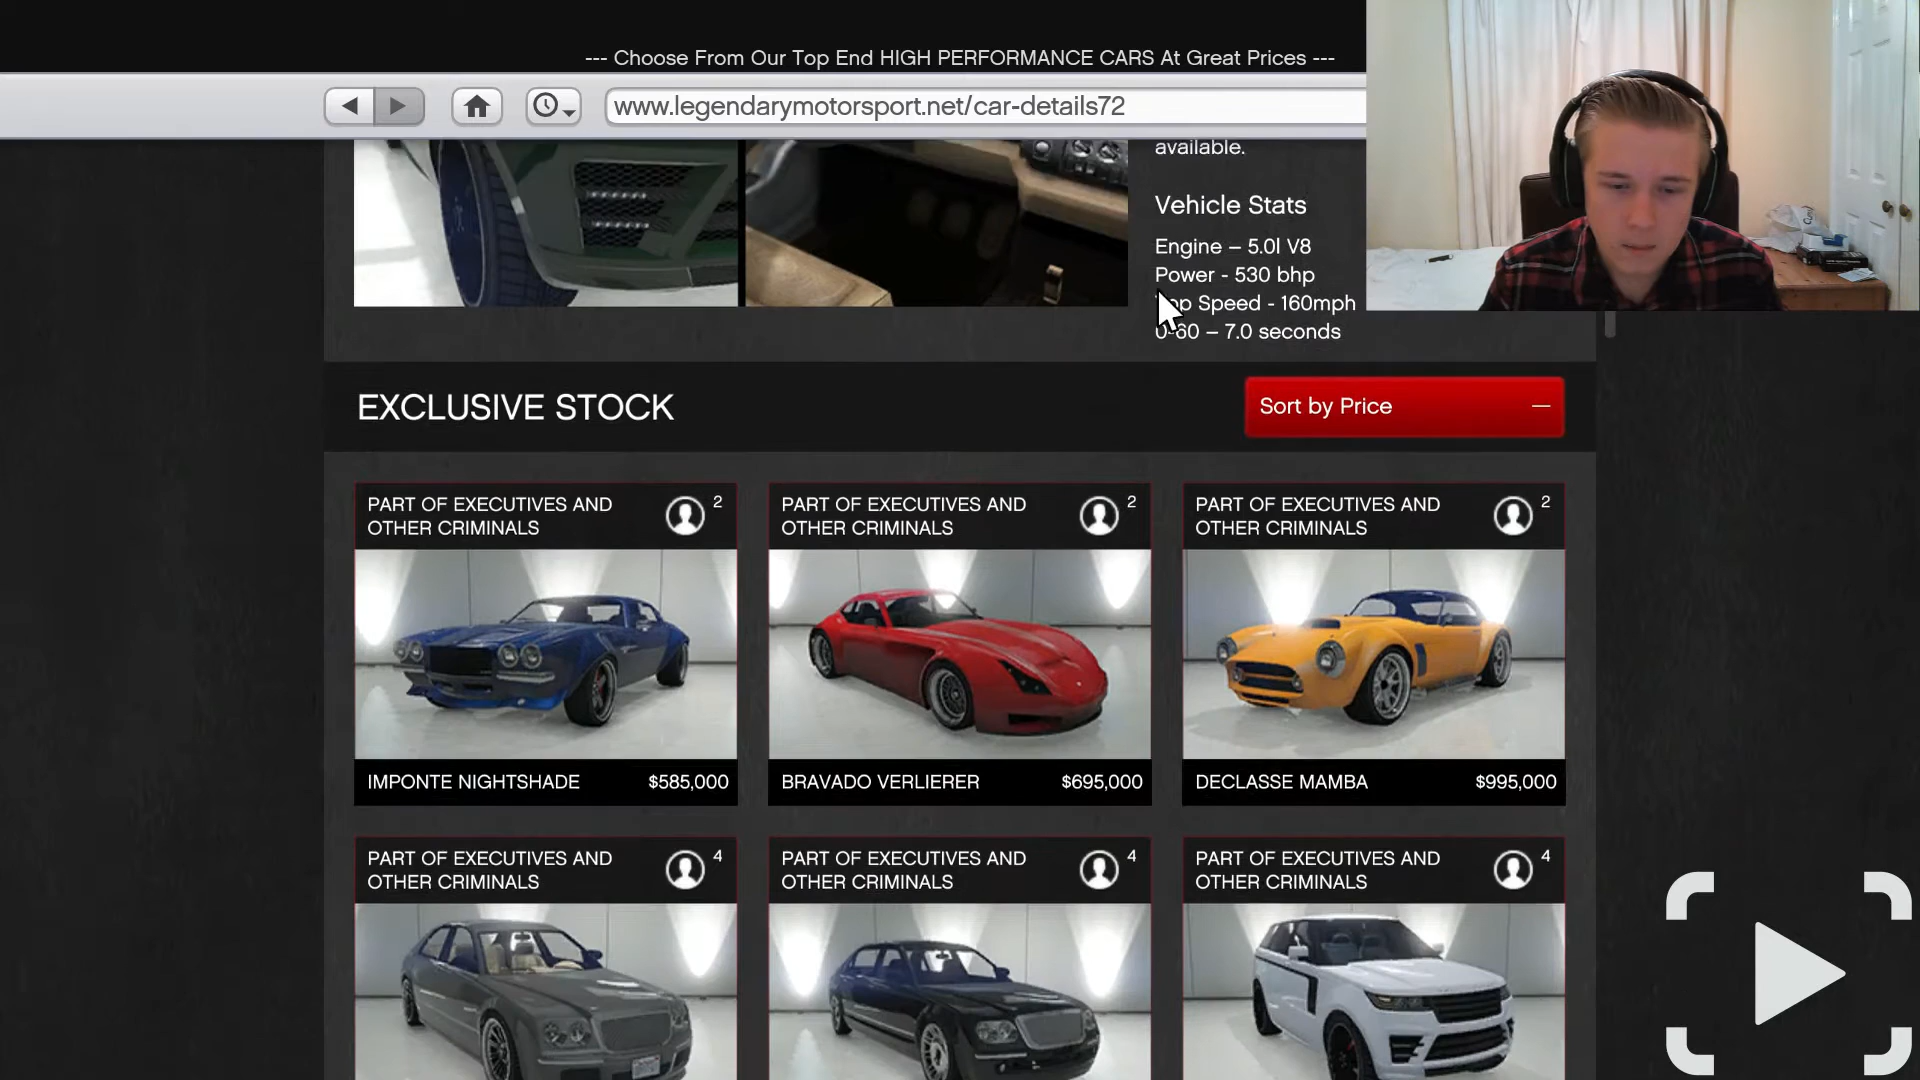 --- Choose From Our Top End HIGH PERFORMANCE CARS At Great Prices ---
www.legendarymotorsport.net/car-details72
available.
Vehicle Stats
Engine – 5.0l V8
Power - 530 bhp
Speed - 160mph
0-60 – 7.0 seconds
EXCLUSIVE STOCK
Sort by Price
PART OF EXECUTIVES AND
OTHER CRIMINALS
2
PART OF EXECUTIVES AND
OTHER CRIMINALS
2
PART OF EXECUTIVES AND
OTHER CRIMINALS
2
IMPONTE NIGHTSHADE $585,000
BRAVADO VERLIERER $695,000
DECLASSE MAMBA $995,000
PART OF EXECUTIVES AND
OTHER CRIMINALS
4
PART OF EXECUTIVES AND
OTHER CRIMINALS
4
PART OF EXECUTIVES AND
OTHER CRIMINALS
4